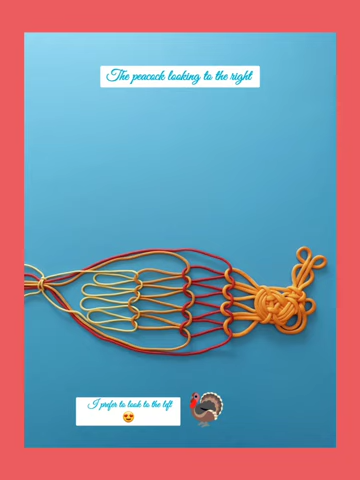 The peacock looking to the right
I prefer to look to the left
😍